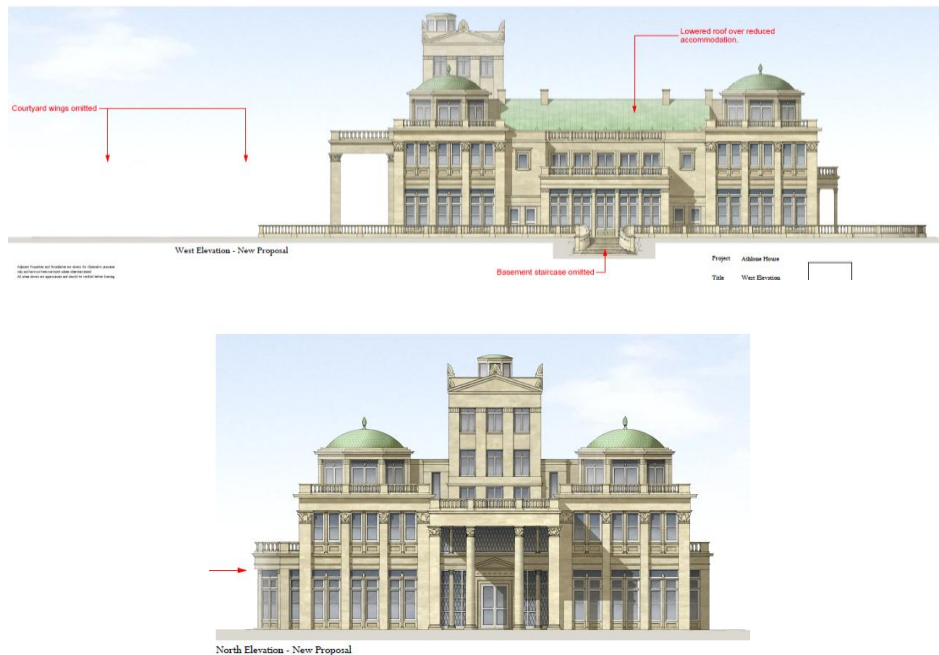 Lowered roof over reduced
accommodation.
Courtyard wings omitted
West Elevation - New Proposal
Basement staircase omitted
Project Athlone House
Title West Elevation
North Elevation - New Proposal